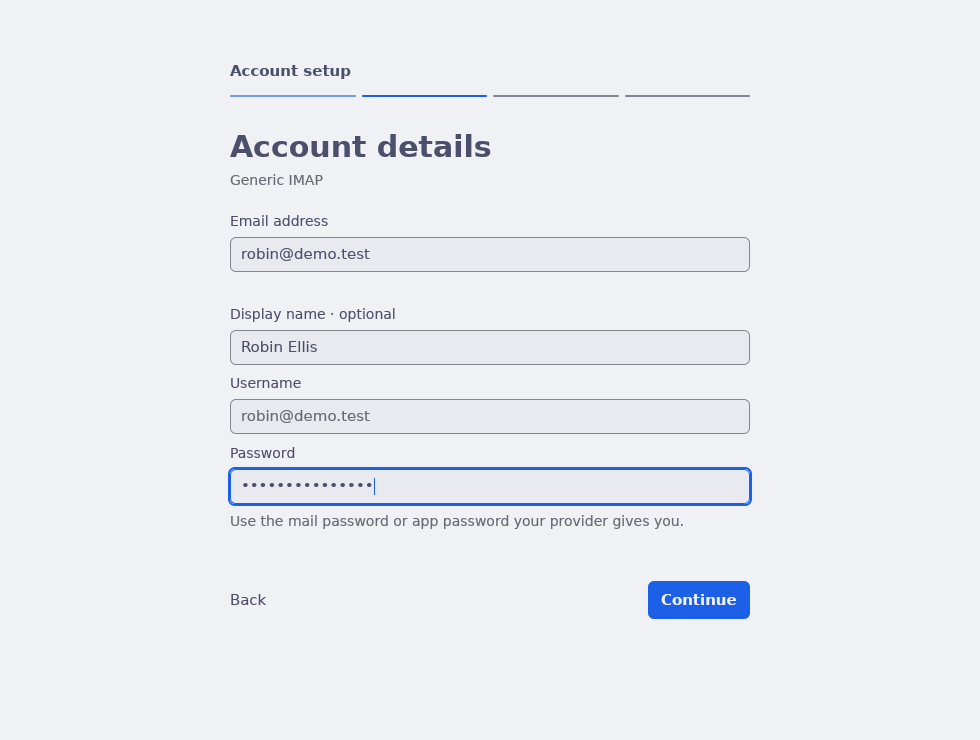 Account setup
Account details
Generic IMAP
Email address
robin@demo.test
Display name · optional
Robin Ellis
Username
robin@demo.test
Password
•••••••••••••••
Use the mail password or app password your provider gives you.
Back
Continue